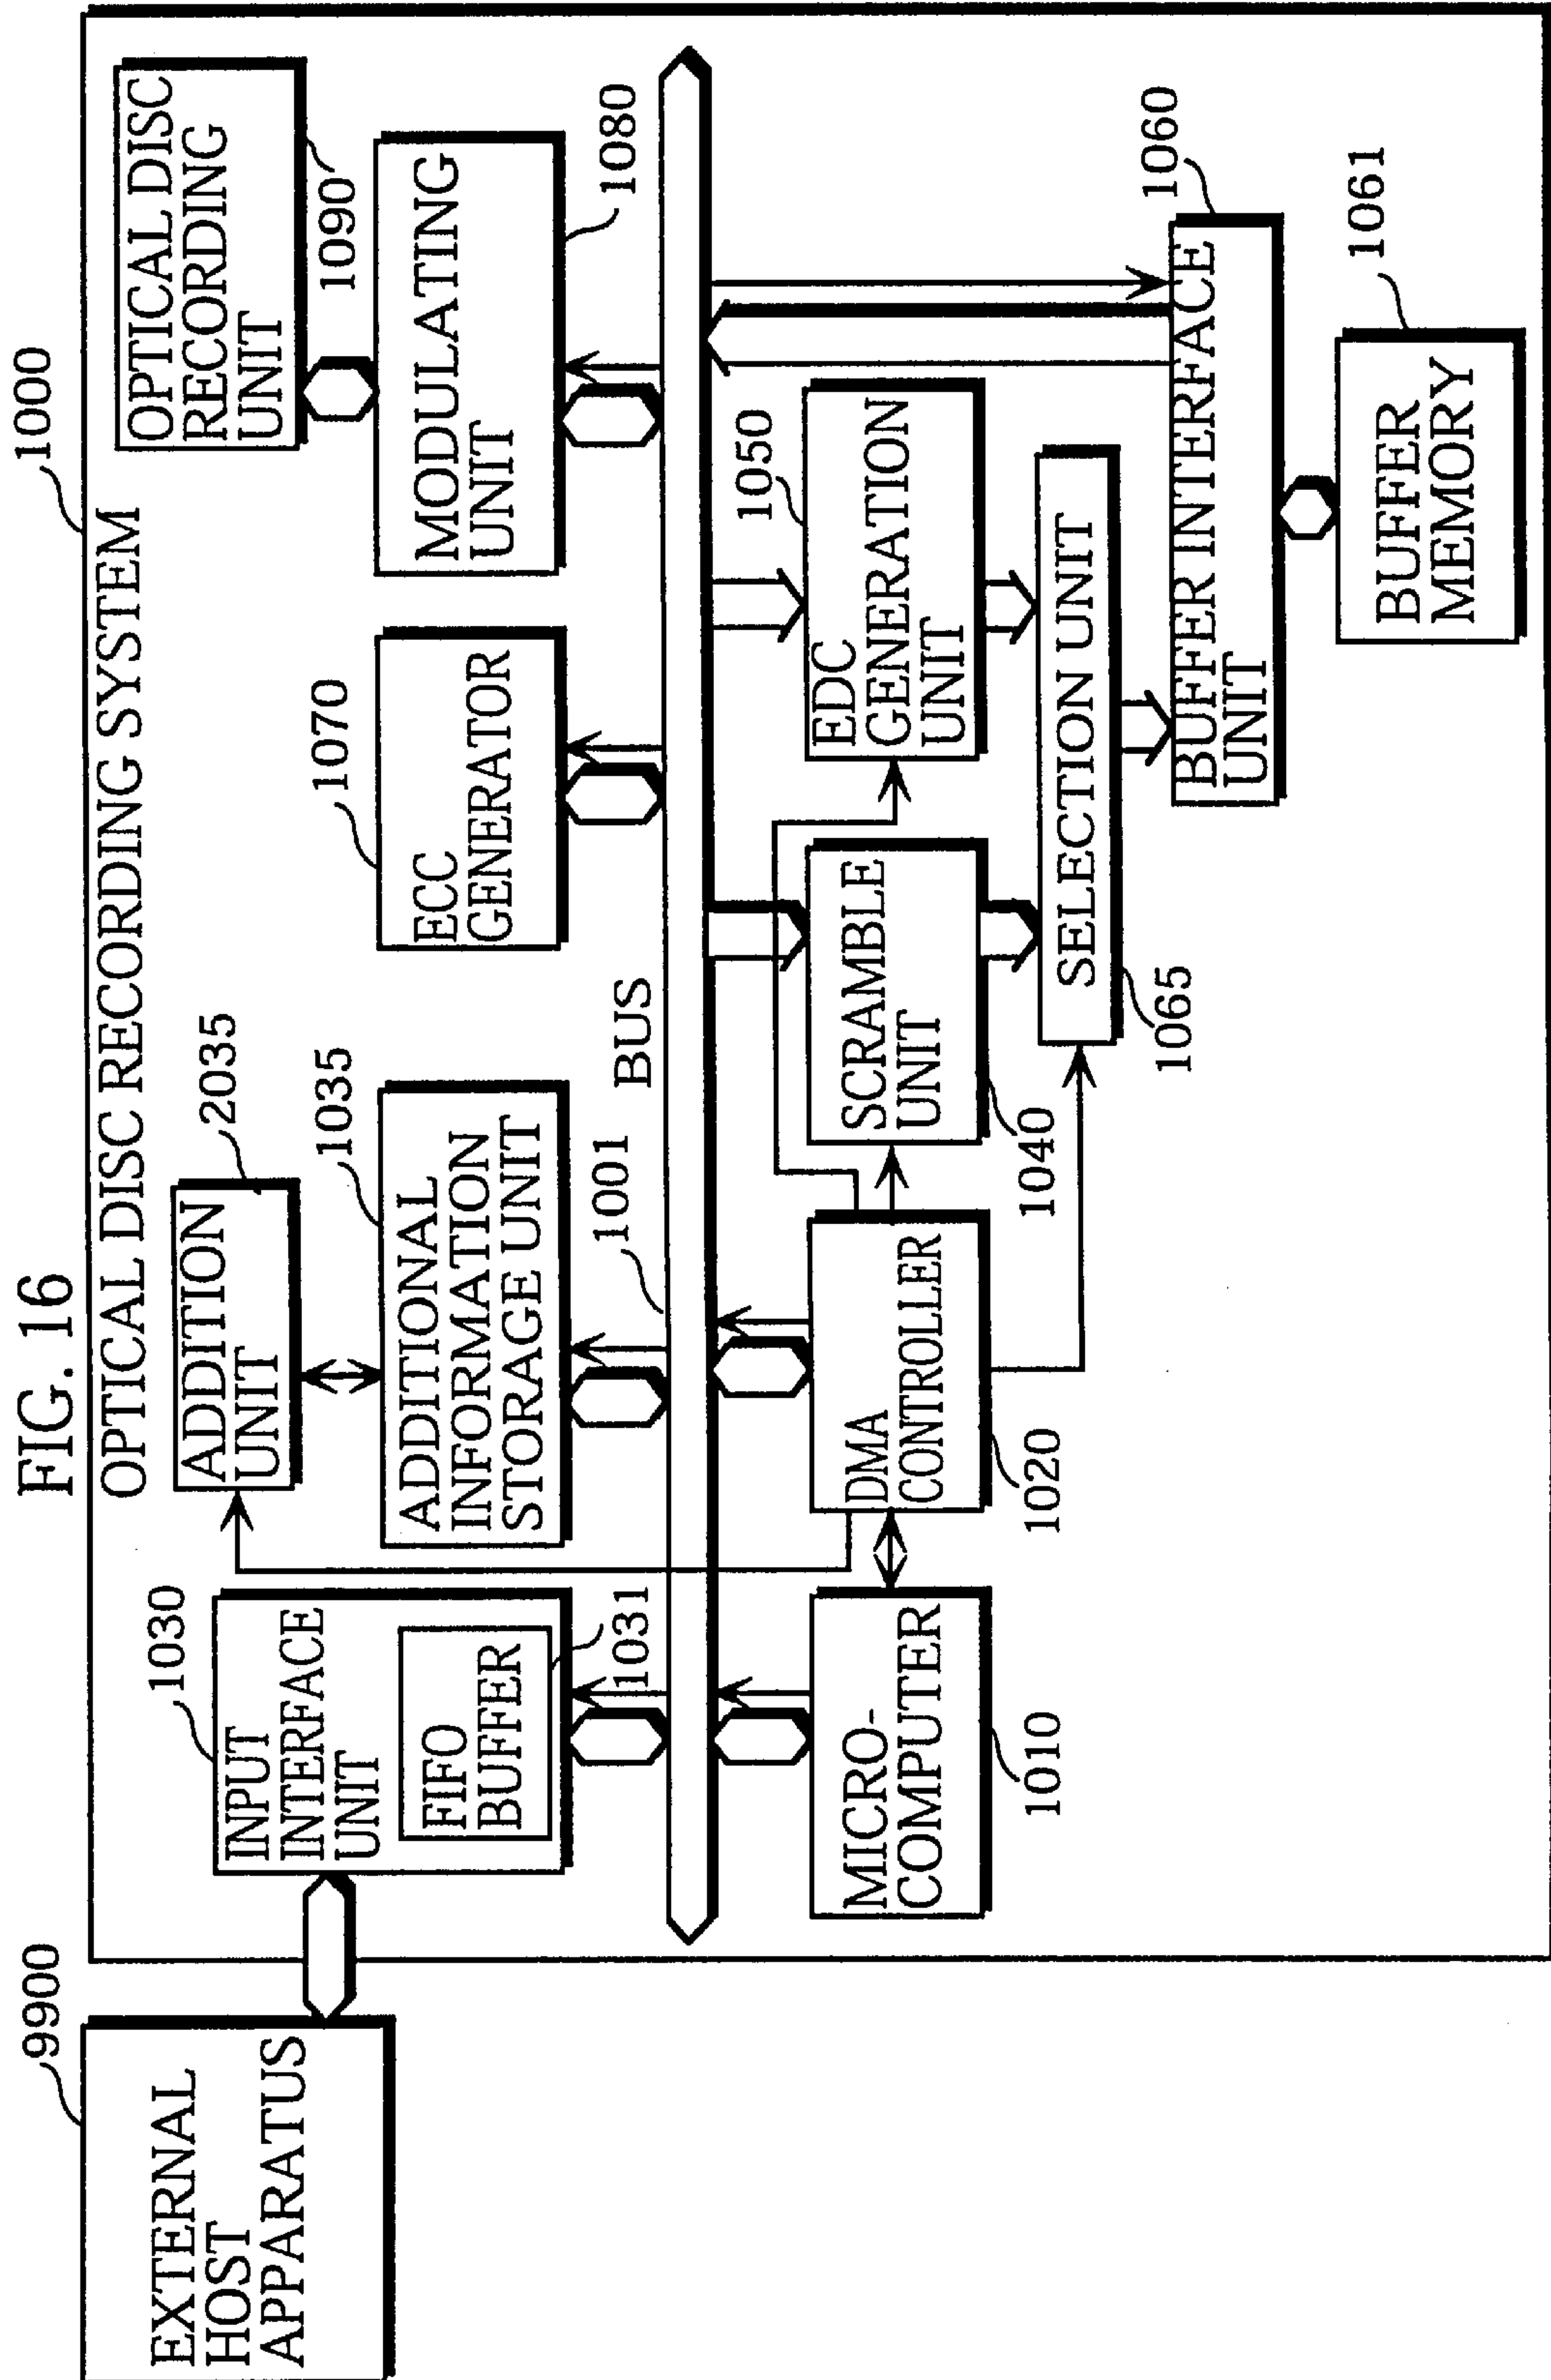 FIG. 16
1000
OPTICAL DISC RECORDING SYSTEM
9900
EXTERNAL
HOST
APPARATUS
1030
INPUT
INTERFACE
UNIT
FIFO
BUFFER
1031
2035
ADDITION
UNIT
1035
ADDITIONAL
INFORMATION
STORAGE UNIT
1070
ECC
GENERATOR
OPTICAL DISC
RECORDING
UNIT
1090
MODULATING
UNIT
1080
1001
BUS
MICRO-
COMPUTER
1010
DMA
CONTROLLER
1020
SCRAMBLE
UNIT
1040
1050
EDC
GENERATION
UNIT
SELECTION UNIT
1065
1060
BUFFER INTERFACE
UNIT
1061
BUFFER
MEMORY